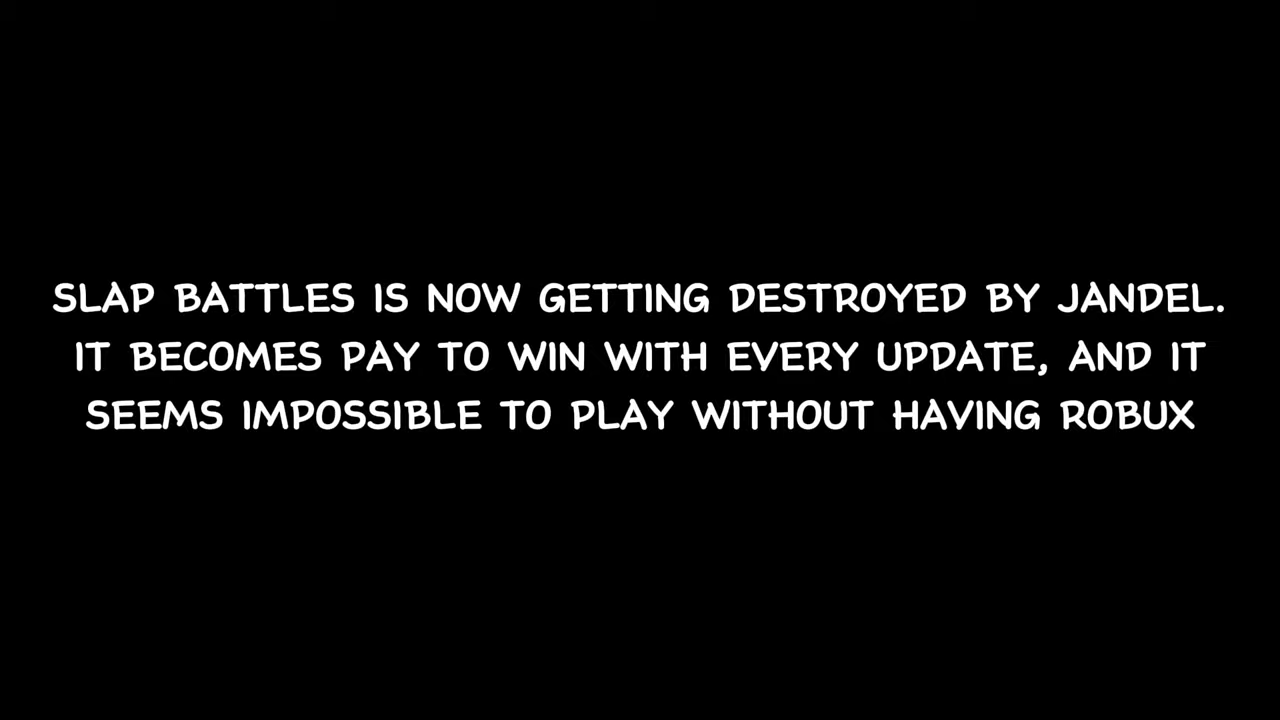 SLAP BATTLES IS NOW GETTING DESTROYED BY JANDEL.
IT BECOMES PAY TO WIN WITH EVERY UPDATE, AND IT
SEEMS IMPOSSIBLE TO PLAY WITHOUT HAVING ROBUX